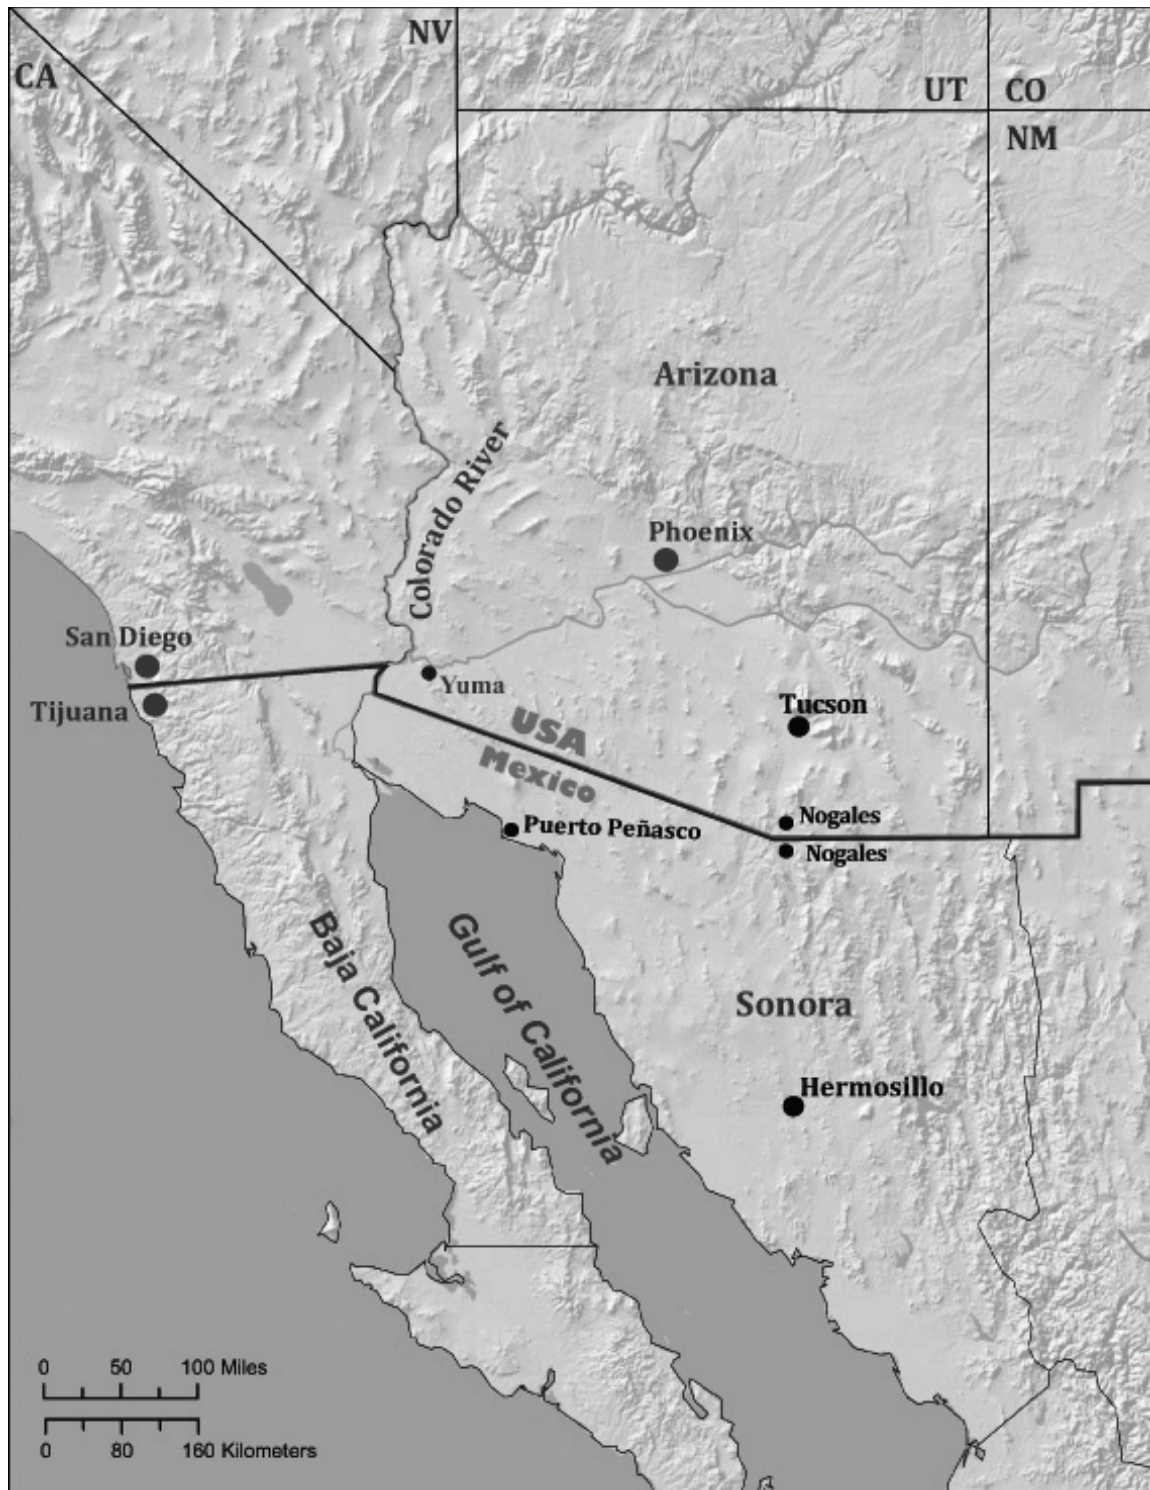 NV
CA
UT
CO
NM
Arizona
Colorado River
Phoenix
San Diego
Yuma
Tijuana
Tucson
USA
Mexico
Nogales
Puerto Peñasco
Nogales
Baja California
Gulf of California
Sonora
Hermosillo
0 50 100 Miles
0 80 160 Kilometers